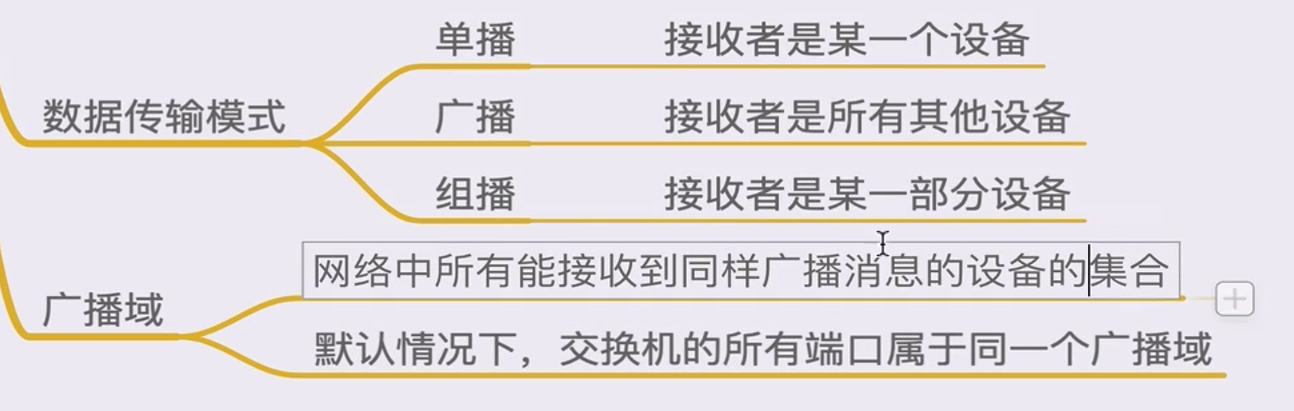 单播 接收者是某一个设备
数据传输模式 广播 接收者是所有其他设备
组播 接收者是某一部分设备
网络中所有能接收到同样广播消息的设备的集合
广播域
默认情况下，交换机的所有端口属于同一个广播域